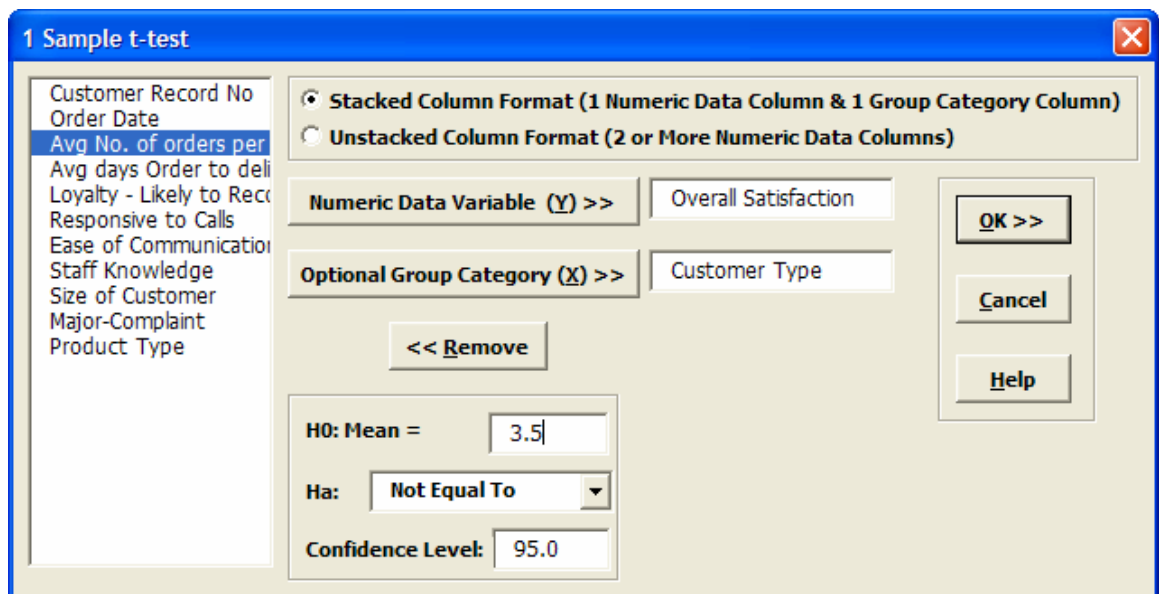 1 Sample t-test
Customer Record No
Order Date
Avg No. of orders per
Avg days Order to deli
Loyalty - Likely to Reco
Responsive to Calls
Ease of Communication
Staff Knowledge
Size of Customer
Major-Complaint
Product Type
Stacked Column Format (1 Numeric Data Column & 1 Group Category Column)
Unstacked Column Format (2 or More Numeric Data Columns)
Numeric Data Variable (Y) >> Overall Satisfaction
Optional Group Category (X) >> Customer Type
<< Remove
H0: Mean = 3.5
Ha: Not Equal To
Confidence Level: 95.0
OK >>
Cancel
Help